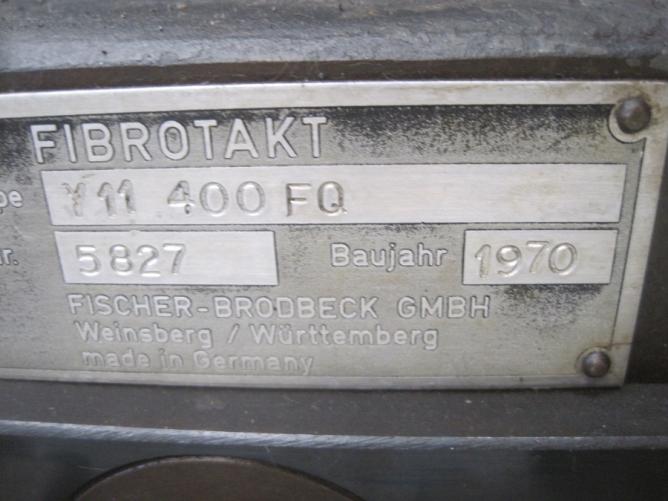 FIBROTAKT
pe Y11 400 FQ
r. 5827 Baujahr 1970
FISCHER-BRODBECK GMBH
Weinsberg / Württemberg
made in Germany